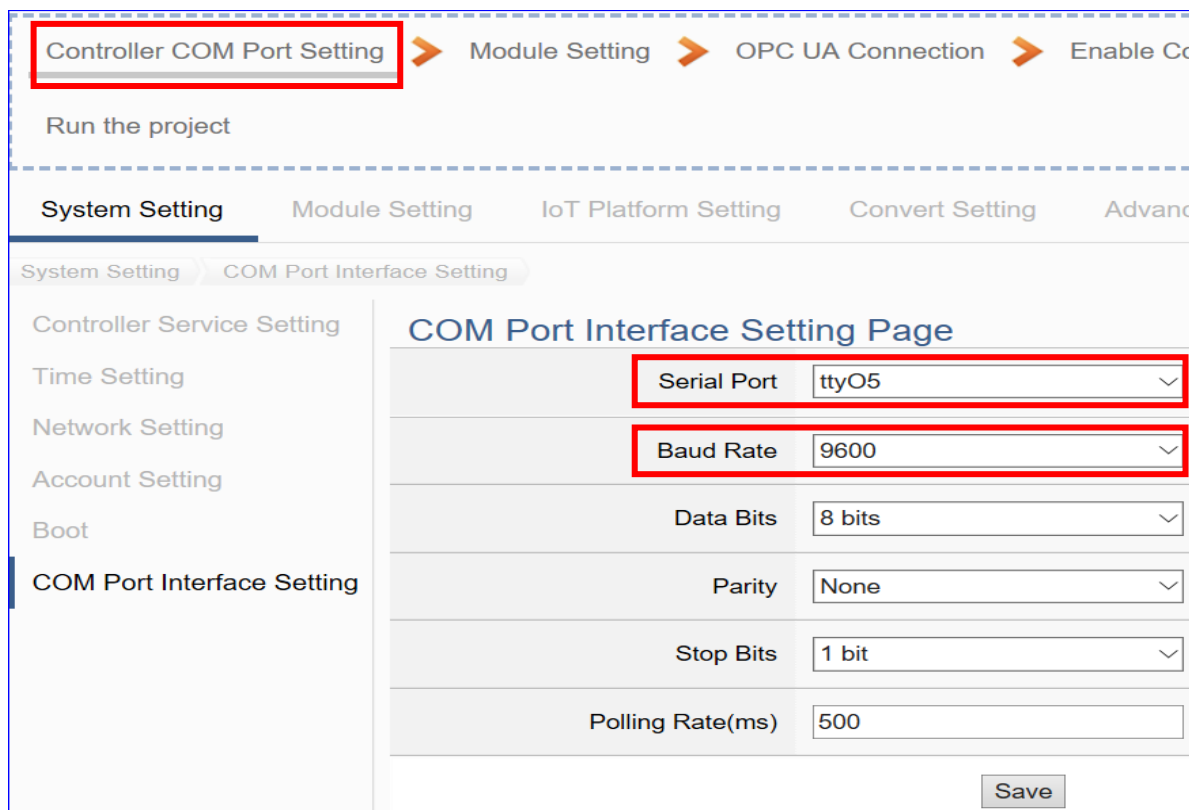 Controller COM Port Setting Module Setting OPC UA Connection Enable Co
Run the project
System Setting Module Setting IoT Platform Setting Convert Setting Advanc
System Setting COM Port Interface Setting
Controller Service Setting
Time Setting
Network Setting
Account Setting
Boot
COM Port Interface Setting
COM Port Interface Setting Page
Serial Port ttyO5
Baud Rate 9600
Data Bits 8 bits
Parity None
Stop Bits 1 bit
Polling Rate(ms) 500
Save